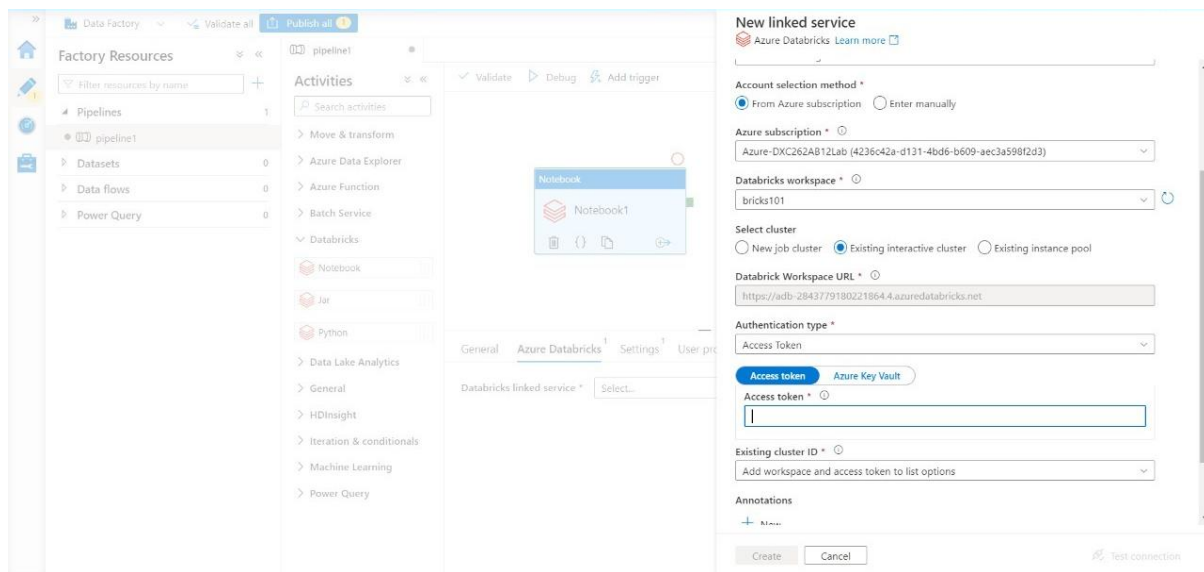 Data Factory
Validate all
Publish all 1
Factory Resources
Filter resources by name
Pipelines 1
pipeline1
Datasets 0
Data flows 0
Power Query 0
pipeline1
Activities
Search activities
Move & transform
Azure Data Explorer
Azure Function
Batch Service
Databricks
Notebook
Jar
Python
Data Lake Analytics
General
HDInsight
Iteration & conditionals
Machine Learning
Power Query
Validate Debug Add trigger
Notebook
Notebook1
General Azure Databricks 1 Settings 1 User pro
Databricks linked service * Select...
New linked service
Azure Databricks Learn more
Account selection method *
From Azure subscription Enter manually
Azure subscription *
Azure-DXC262AB12Lab (4236c42a-d131-4bd6-b609-aec3a598f2d3)
Databricks workspace *
bricks101
Select cluster
New job cluster Existing interactive cluster Existing instance pool
Databrick Workspace URL *
https://adb-2843779180221864.4.azuredatabricks.net
Authentication type *
Access Token
Access token Azure Key Vault
Access token *
Existing cluster ID *
Add workspace and access token to list options
Annotations
New
Create Cancel Test connection